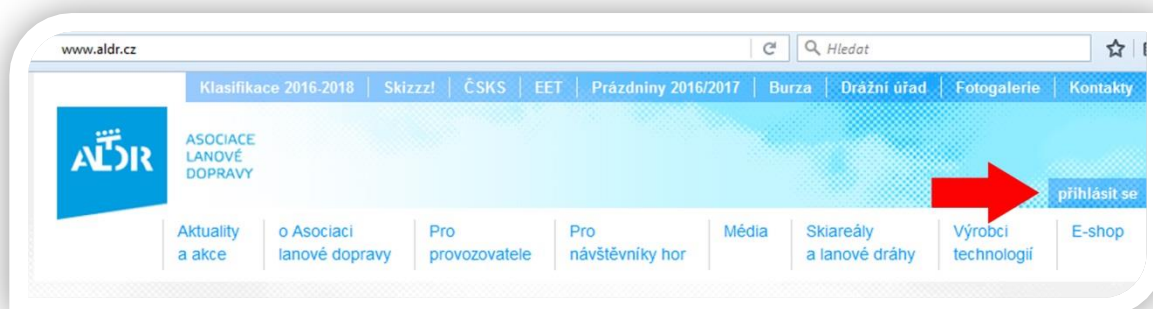 www.aldr.cz
Hledat
Klasifikace 2016-2018 Skizzz! ČSKS EET Prázdniny 2016/2017 Burza Drážní úřad Fotogalerie Kontakty
ALDR
ASOCIACE
LANOVÉ
DOPRAVY
přihlásit se
Aktuality
a akce
o Asociaci
lanové dopravy
Pro
provozovatele
Pro
návštěvníky hor
Média
Skiareály
a lanové dráhy
Výrobci
technologií
E-shop